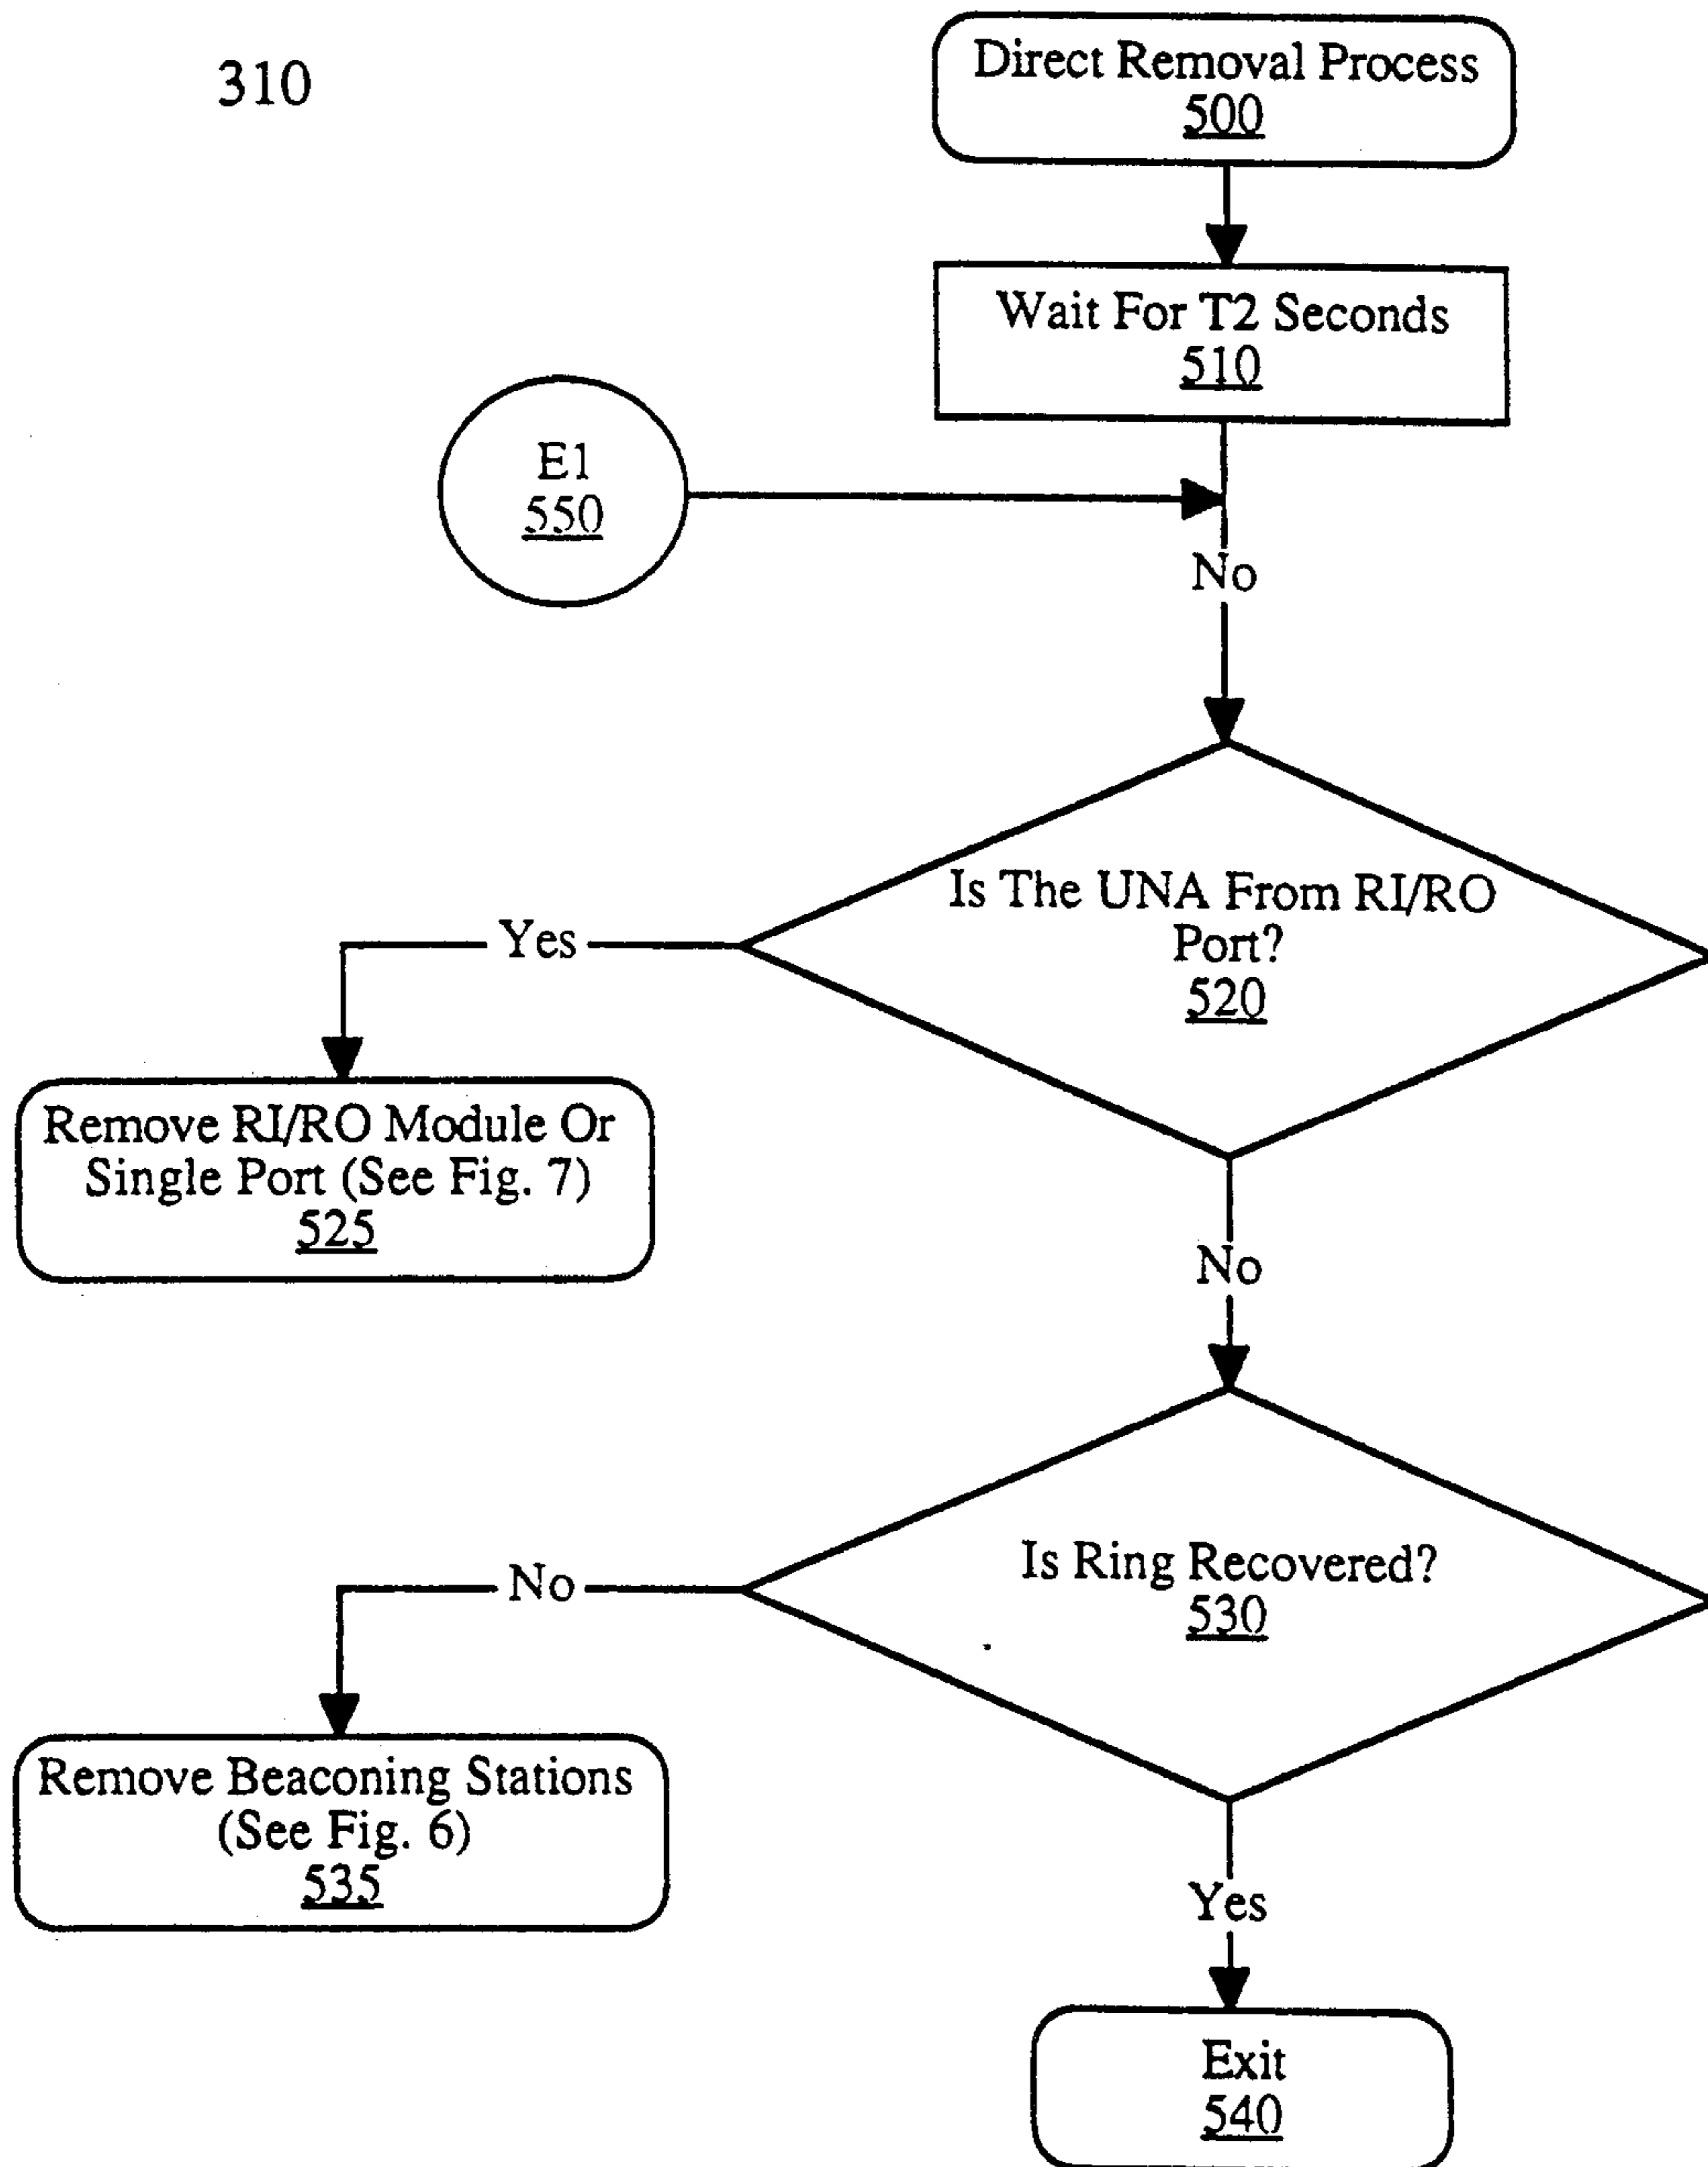 310
Direct Removal Process
500
Wait For T2 Seconds
510
E1
550
No
Is The UNA From RI/RO
Port?
520
Yes
Remove RI/RO Module Or
Single Port (See Fig. 7)
525
No
Is Ring Recovered?
530
No
Remove Beaconing Stations
(See Fig. 6)
535
Yes
Exit
540